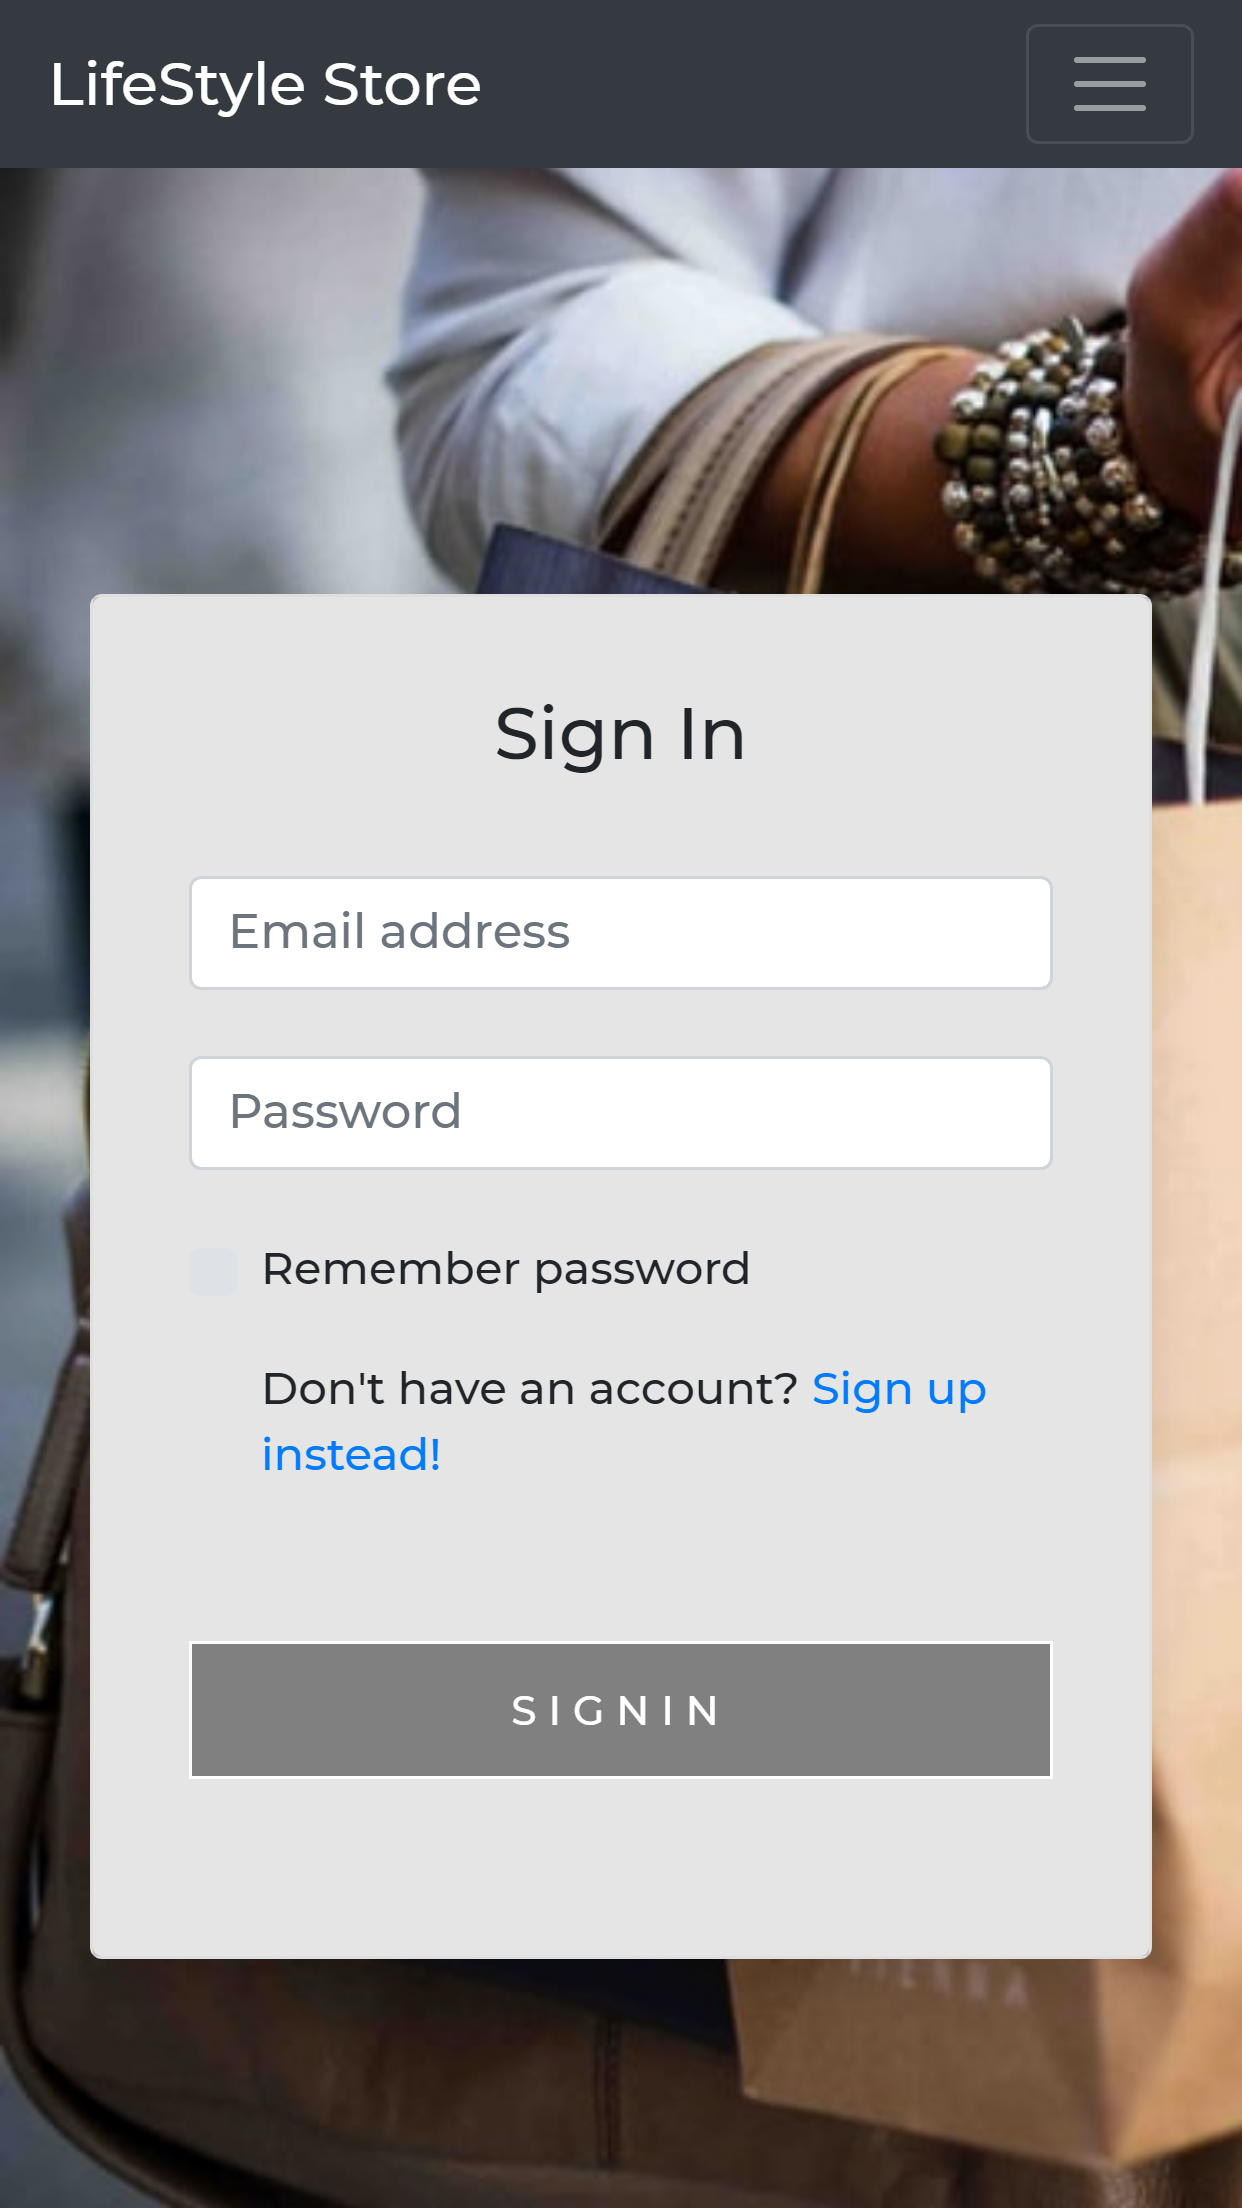 LifeStyle Store
Sign In
Email address
Password
Remember password
Don't have an account? Sign up
instead!
SIGNIN